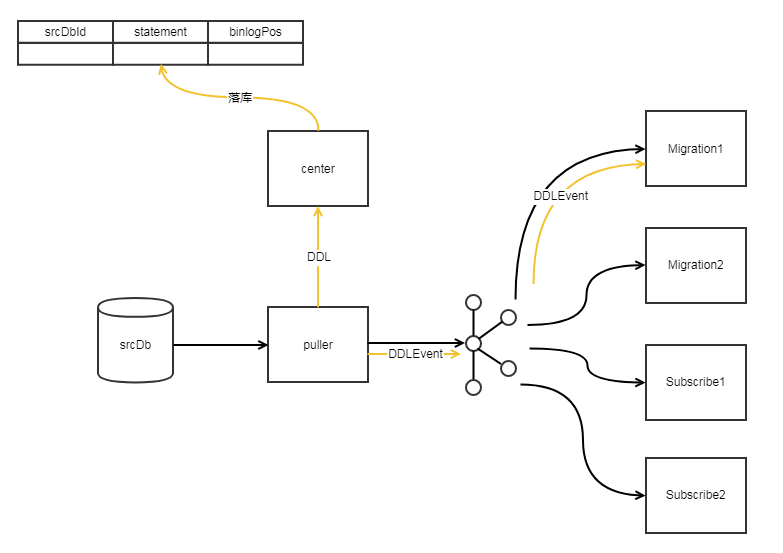 srcDbId
statement
binlogPos
落库
center
DDL
srcDb
puller
DDLEvent
DDLEvent
Migration1
Migration2
Subscribe1
Subscribe2